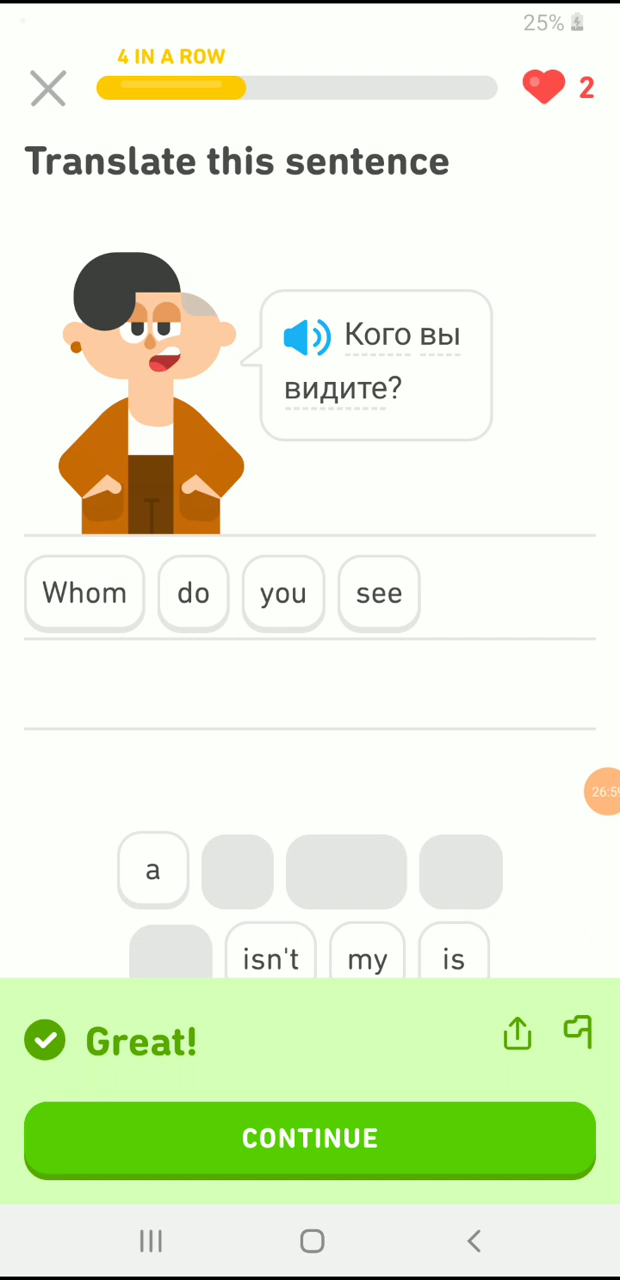 25%
4 IN A ROW
2
Translate this sentence
Кого вы
видите?
Whom do you see
a
isn't my is
Great!
CONTINUE